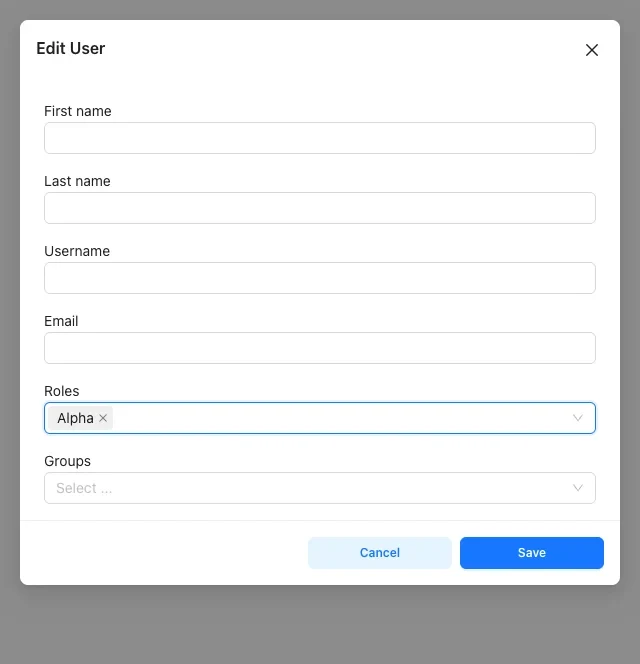 Edit User
First name
Last name
Username
Email
Roles
Alpha
Groups
Select ...
Cancel
Save